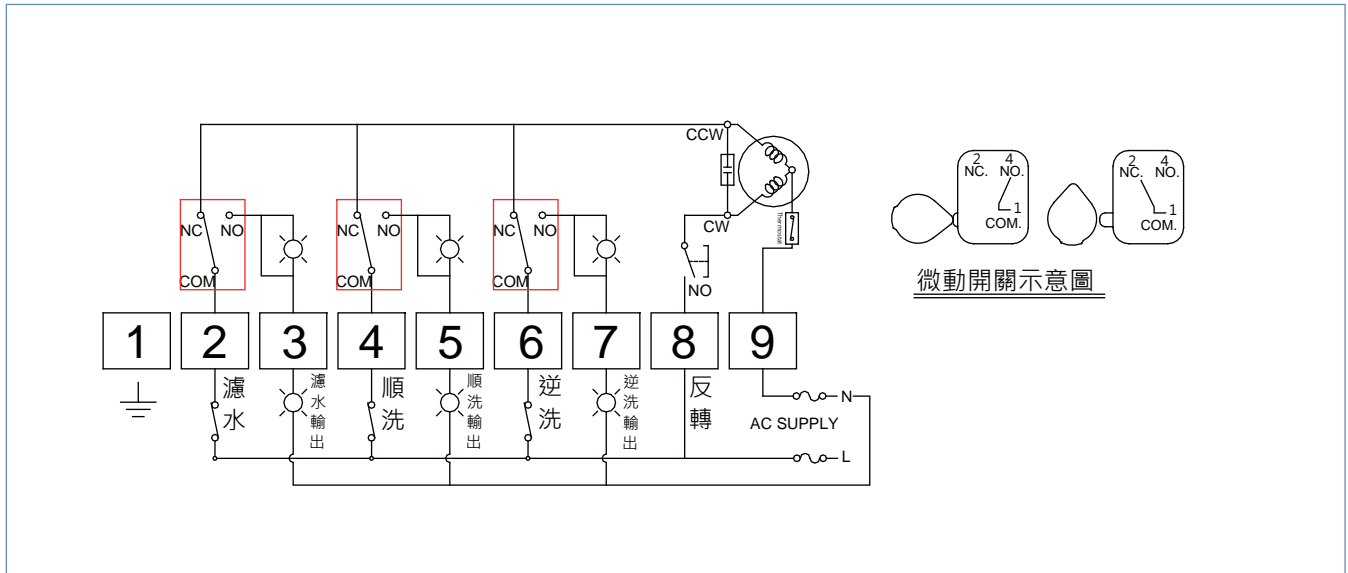 CCW
CW
Thermostat
NC NO
COM
NC NO
COM
NC NO
COM
NO
1 2 3 4 5 6 7 8 9
濾水
濾水輸出
順洗
順洗輸出
逆洗
逆洗輸出
反轉
N
AC SUPPLY
L
2 4
NC. NO.
1
COM.
2 4
NC. NO.
1
COM.
微動開關示意圖